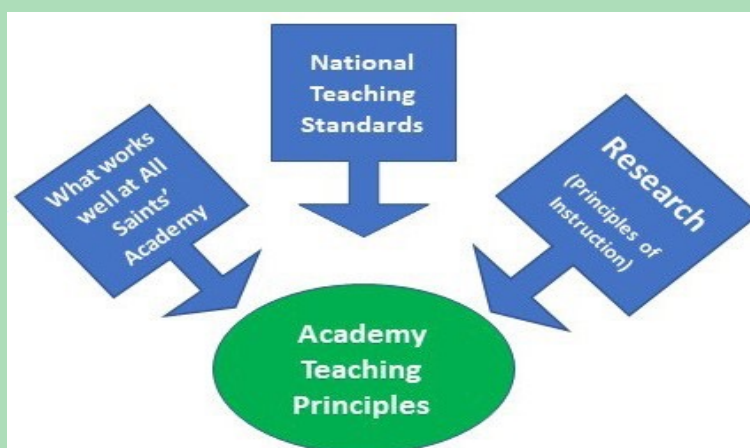 National
Teaching
Standards
What works
well at All
Saints'
Academy
Research
(Principles of
Instruction)
Academy
Teaching
Principles